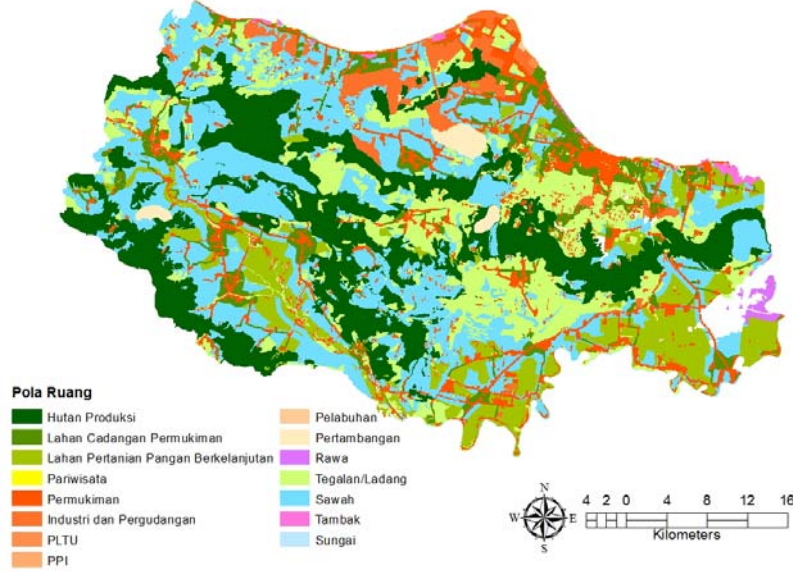 Pola Ruang
Hutan Produksi
Lahan Cadangan Permukiman
Lahan Pertanian Pangan Berkelanjutan
Pariwisata
Permukiman
Industri dan Pergudangan
PLTU
PPI
Pelabuhan
Pertambangan
Rawa
Tegalan/Ladang
Sawah
Tambak
Sungai
N
W E
S
4 2 0 4 8 12 16
Kilometers